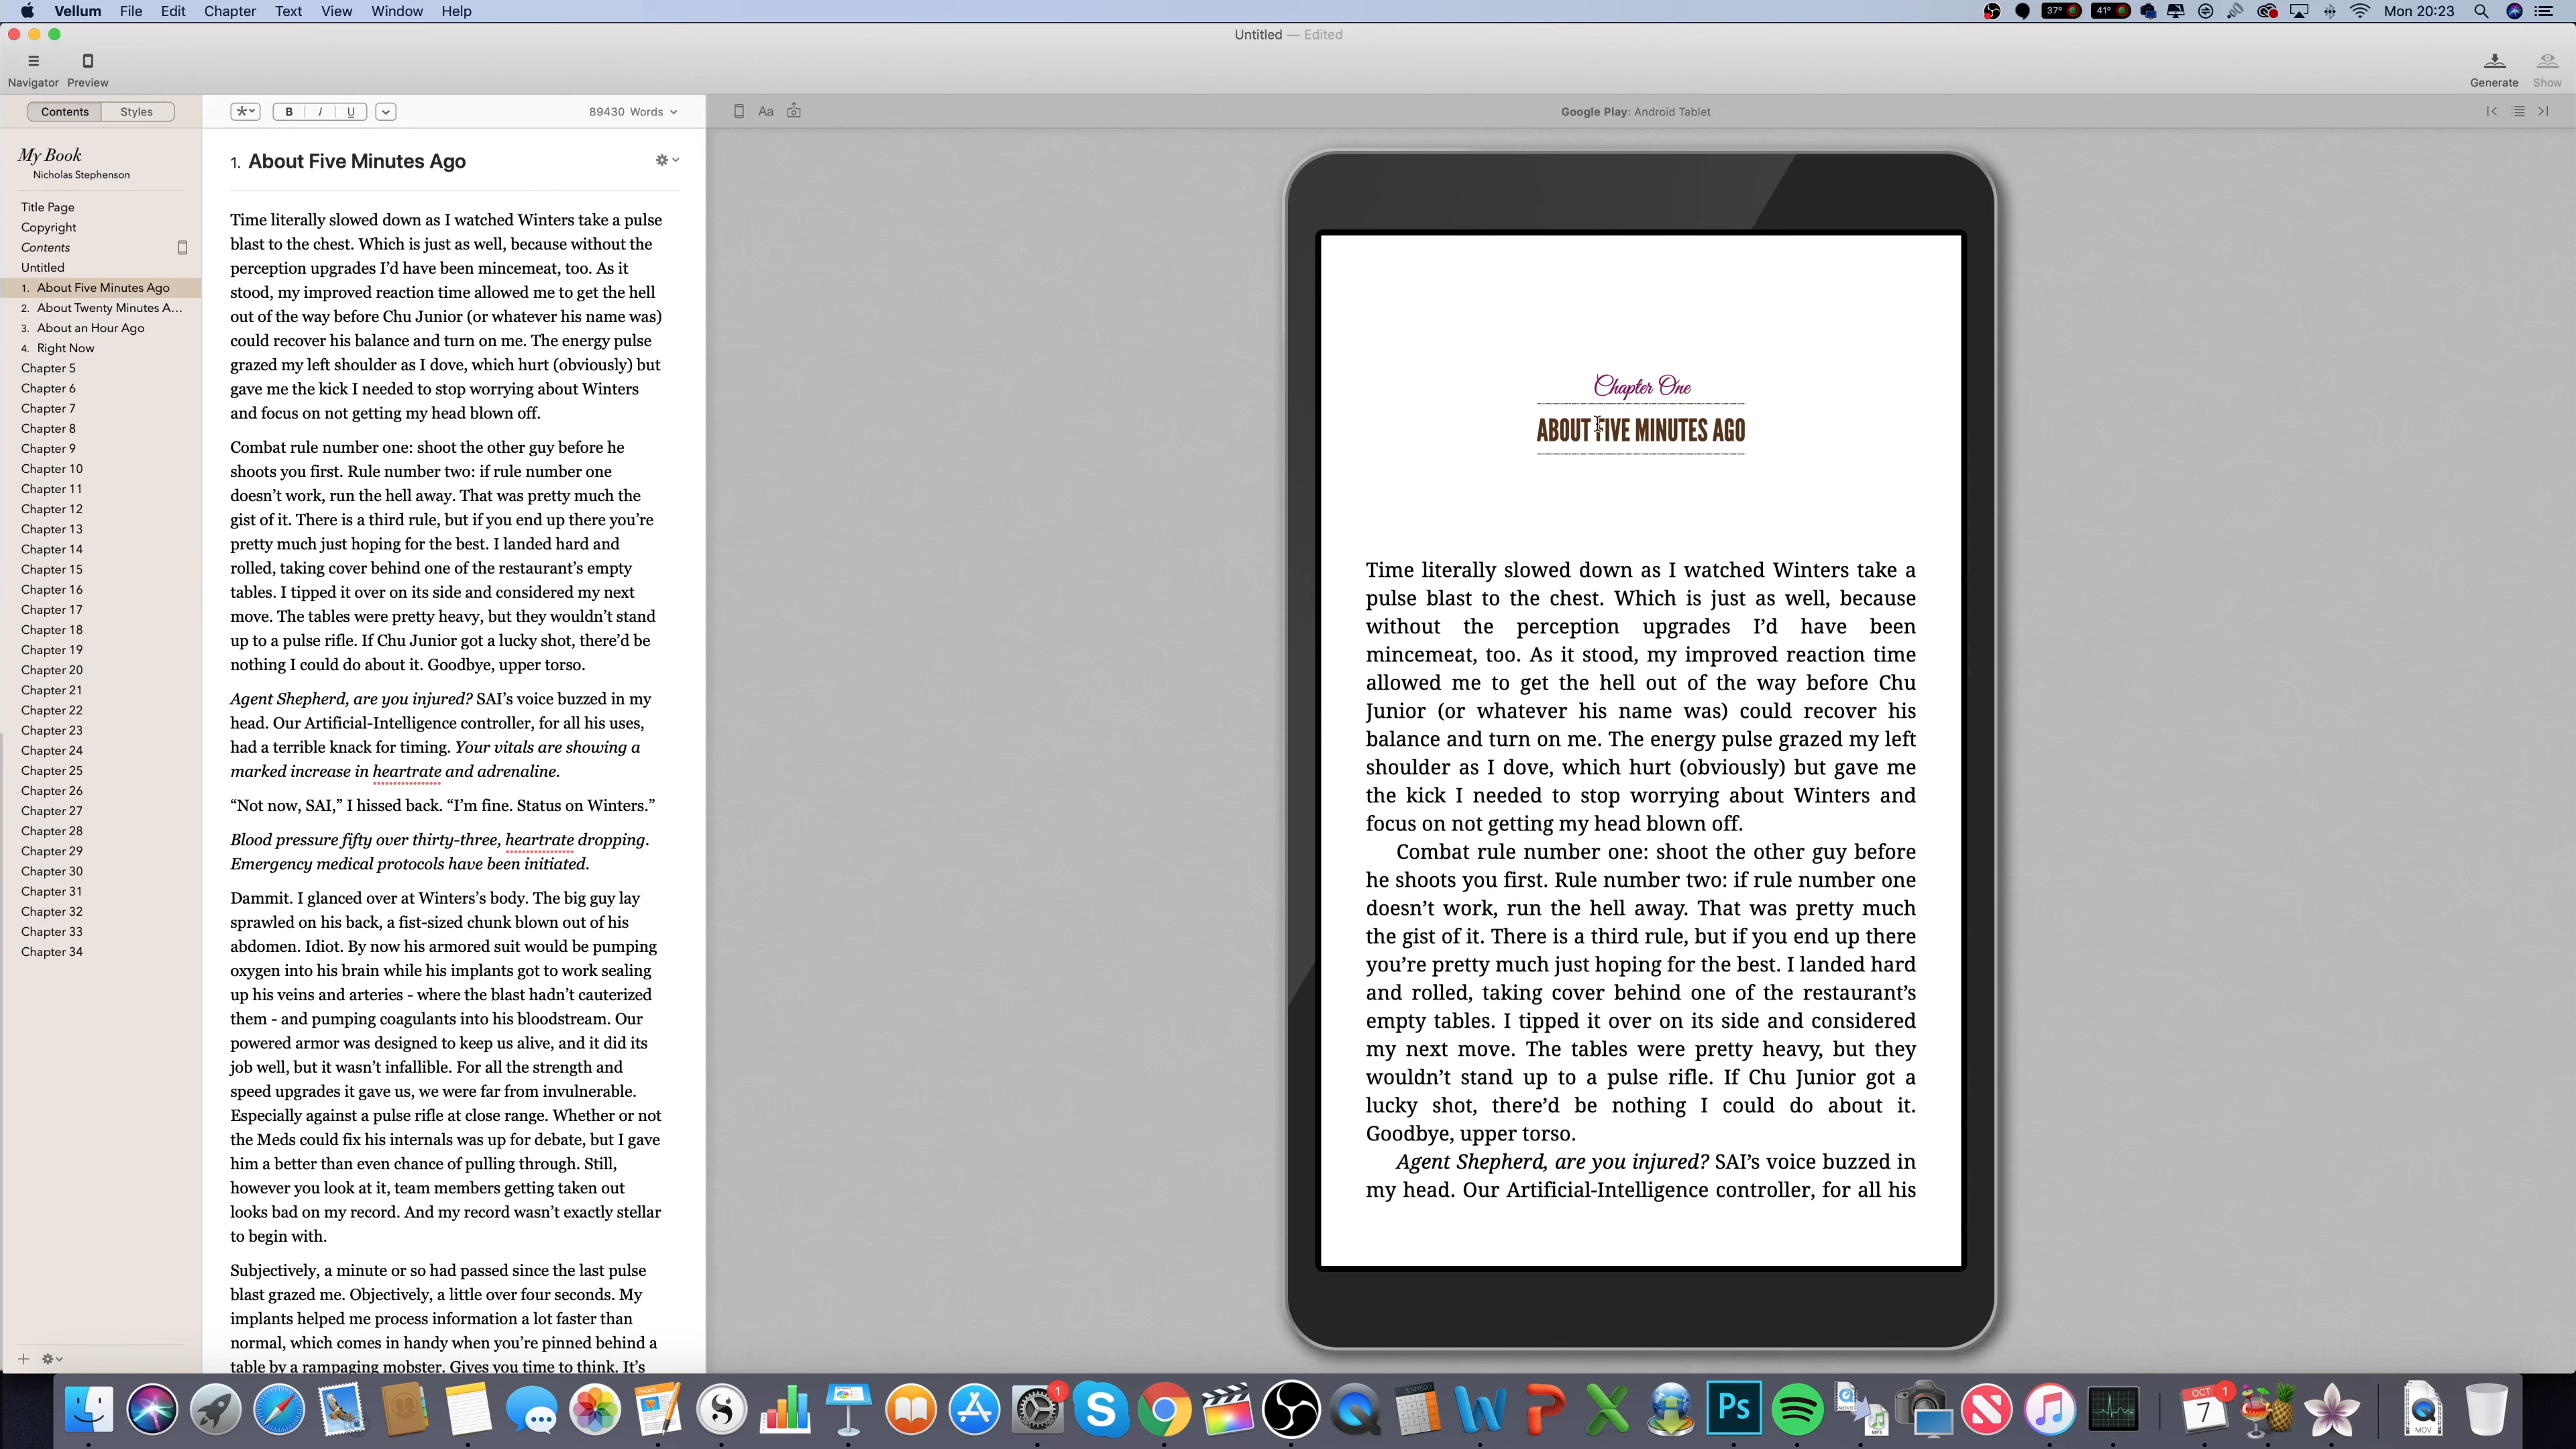 Vellum File Edit Chapter Text View Window Help
37° 41° Mon 20:23
Untitled — Edited
Navigator Preview
Generate Show
Contents Styles
B I U
89430 Words
Aa
Google Play: Android Tablet
My Book
Nicholas Stephenson
Title Page
Copyright
Contents
Untitled
1. About Five Minutes Ago
2. About Twenty Minutes A...
3. About an Hour Ago
4. Right Now
Chapter 5
Chapter 6
Chapter 7
Chapter 8
Chapter 9
Chapter 10
Chapter 11
Chapter 12
Chapter 13
Chapter 14
Chapter 15
Chapter 16
Chapter 17
Chapter 18
Chapter 19
Chapter 20
Chapter 21
Chapter 22
Chapter 23
Chapter 24
Chapter 25
Chapter 26
Chapter 27
Chapter 28
Chapter 29
Chapter 30
Chapter 31
Chapter 32
Chapter 33
Chapter 34
1. About Five Minutes Ago
Time literally slowed down as I watched Winters take a pulse
blast to the chest. Which is just as well, because without the
perception upgrades I’d have been mincemeat, too. As it
stood, my improved reaction time allowed me to get the hell
out of the way before Chu Junior (or whatever his name was)
could recover his balance and turn on me. The energy pulse
grazed my left shoulder as I dove, which hurt (obviously) but
gave me the kick I needed to stop worrying about Winters
and focus on not getting my head blown off.
Combat rule number one: shoot the other guy before he
shoots you first. Rule number two: if rule number one
doesn’t work, run the hell away. That was pretty much the
gist of it. There is a third rule, but if you end up there you’re
pretty much just hoping for the best. I landed hard and
rolled, taking cover behind one of the restaurant’s empty
tables. I tipped it over on its side and considered my next
move. The tables were pretty heavy, but they wouldn’t stand
up to a pulse rifle. If Chu Junior got a lucky shot, there’d be
nothing I could do about it. Goodbye, upper torso.
Agent Shepherd, are you injured? SAI’s voice buzzed in my
head. Our Artificial-Intelligence controller, for all his uses,
had a terrible knack for timing. Your vitals are showing a
marked increase in heartrate and adrenaline.
“Not now, SAI,” I hissed back. “I’m fine. Status on Winters.”
Blood pressure fifty over thirty-three, heartrate dropping.
Emergency medical protocols have been initiated.
Dammit. I glanced over at Winters’s body. The big guy lay
sprawled on his back, a fist-sized chunk blown out of his
abdomen. Idiot. By now his armored suit would be pumping
oxygen into his brain while his implants got to work sealing
up his veins and arteries - where the blast hadn’t cauterized
them - and pumping coagulants into his bloodstream. Our
powered armor was designed to keep us alive, and it did its
job well, but it wasn’t infallible. For all the strength and
speed upgrades it gave us, we were far from invulnerable.
Especially against a pulse rifle at close range. Whether or not
the Meds could fix his internals was up for debate, but I gave
him a better than even chance of pulling through. Still,
however you look at it, team members getting taken out
looks bad on my record. And my record wasn’t exactly stellar
to begin with.
Subjectively, a minute or so had passed since the last pulse
blast grazed me. Objectively, a little over four seconds. My
implants helped me process information a lot faster than
normal, which comes in handy when you’re pinned behind a
table by a rampaging mobster. Gives you time to think. It’s
Chapter One
ABOUT FIVE MINUTES AGO
Time literally slowed down as I watched Winters take a
pulse blast to the chest. Which is just as well, because
without the perception upgrades I’d have been
mincemeat, too. As it stood, my improved reaction time
allowed me to get the hell out of the way before Chu
Junior (or whatever his name was) could recover his
balance and turn on me. The energy pulse grazed my left
shoulder as I dove, which hurt (obviously) but gave me
the kick I needed to stop worrying about Winters and
focus on not getting my head blown off.
Combat rule number one: shoot the other guy before
he shoots you first. Rule number two: if rule number one
doesn’t work, run the hell away. That was pretty much
the gist of it. There is a third rule, but if you end up there
you’re pretty much just hoping for the best. I landed hard
and rolled, taking cover behind one of the restaurant’s
empty tables. I tipped it over on its side and considered
my next move. The tables were pretty heavy, but they
wouldn’t stand up to a pulse rifle. If Chu Junior got a
lucky shot, there’d be nothing I could do about it.
Goodbye, upper torso.
Agent Shepherd, are you injured? SAI’s voice buzzed in
my head. Our Artificial-Intelligence controller, for all his
PAGES
1
Ps
OCT
7
1
MOV